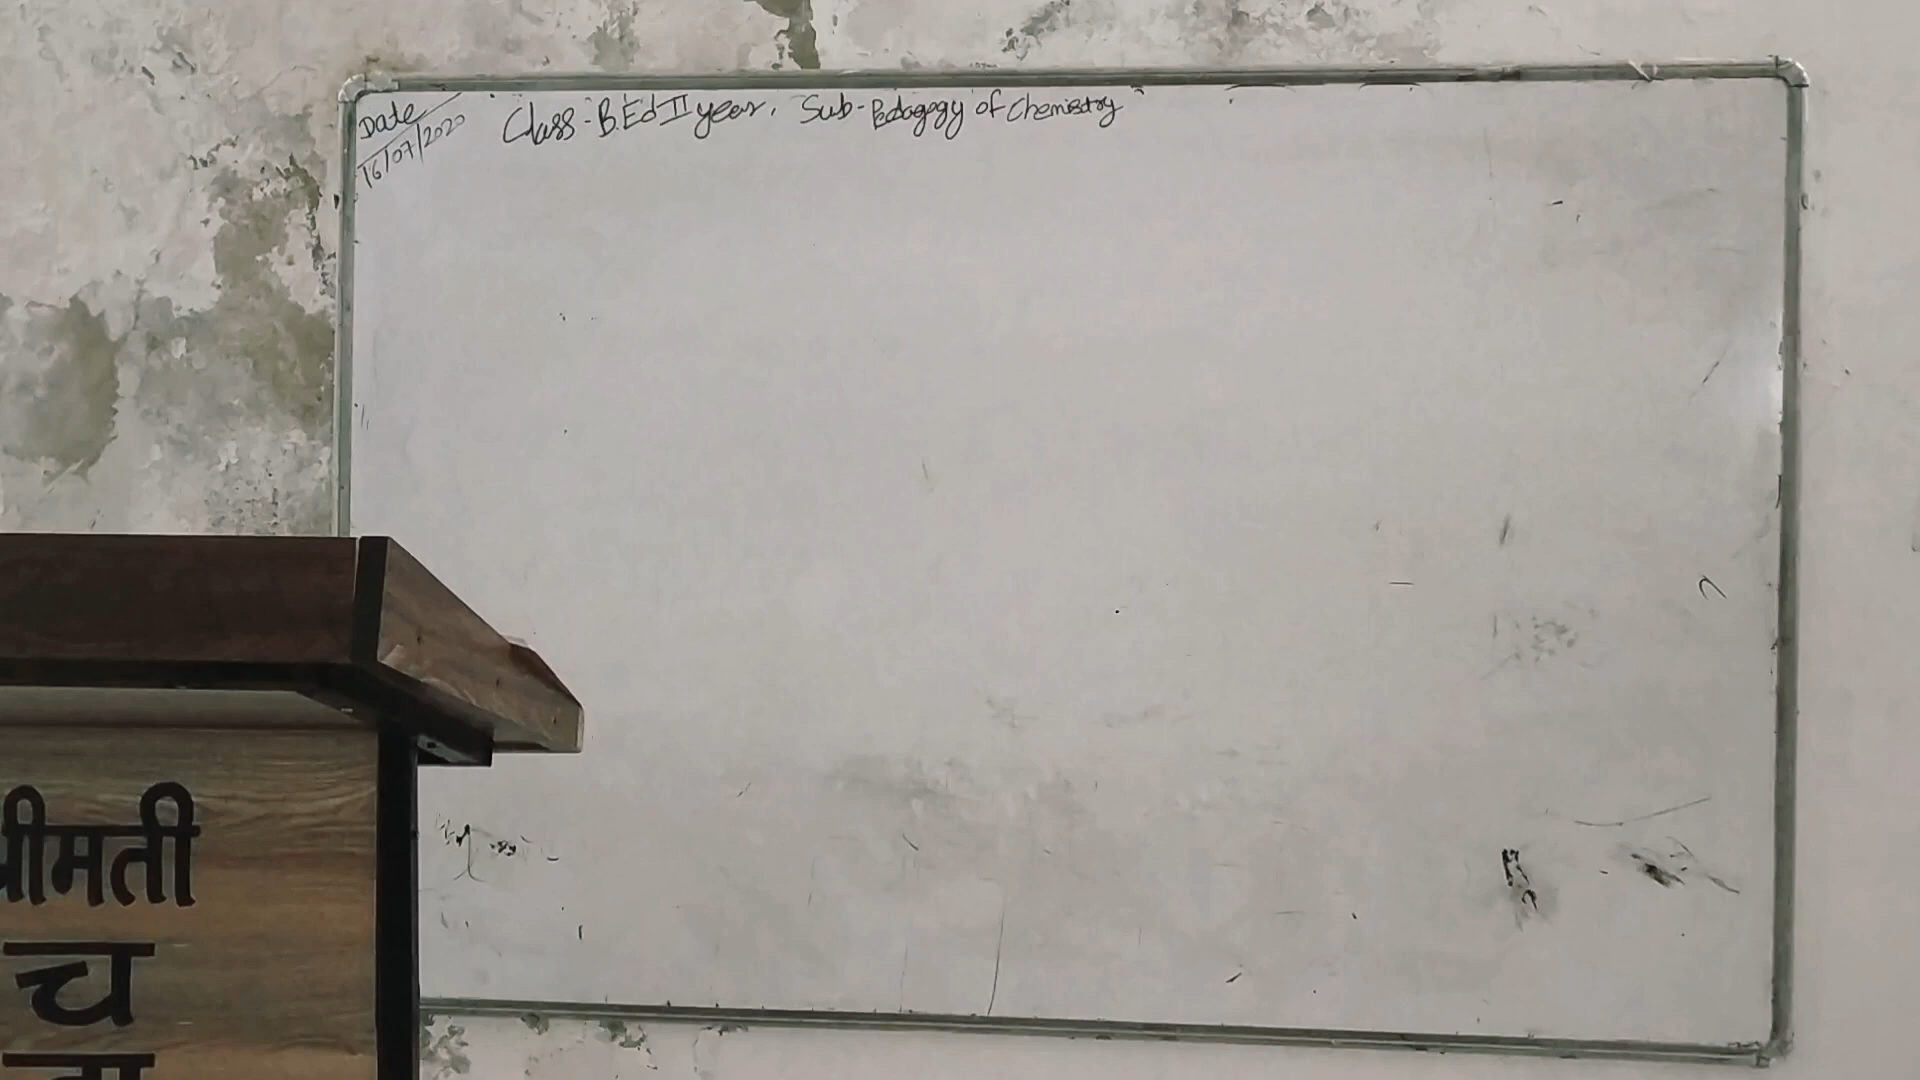 Date
16/07/2020
Class-B.Ed II year, Sub-Pedagogy of Chemistry
श्रीमती
च